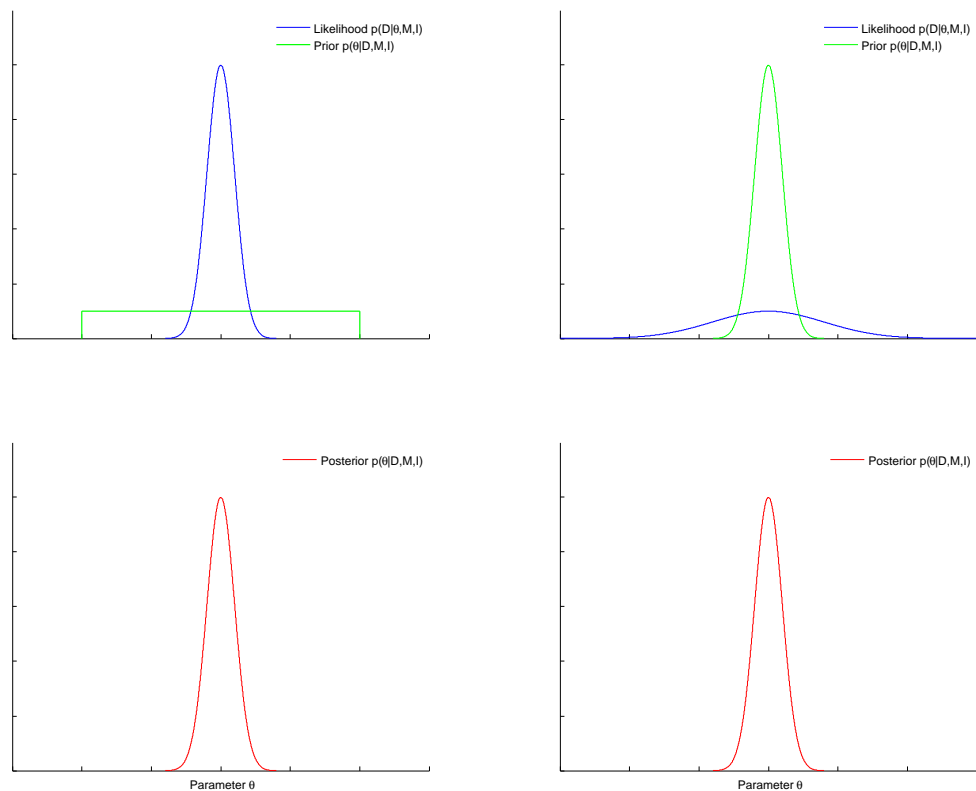 Likelihood p(D|θ,M,I)
Prior p(θ|D,M,I)
Likelihood p(D|θ,M,I)
Prior p(θ|D,M,I)
Posterior p(θ|D,M,I)
Posterior p(θ|D,M,I)
Parameter θ
Parameter θ